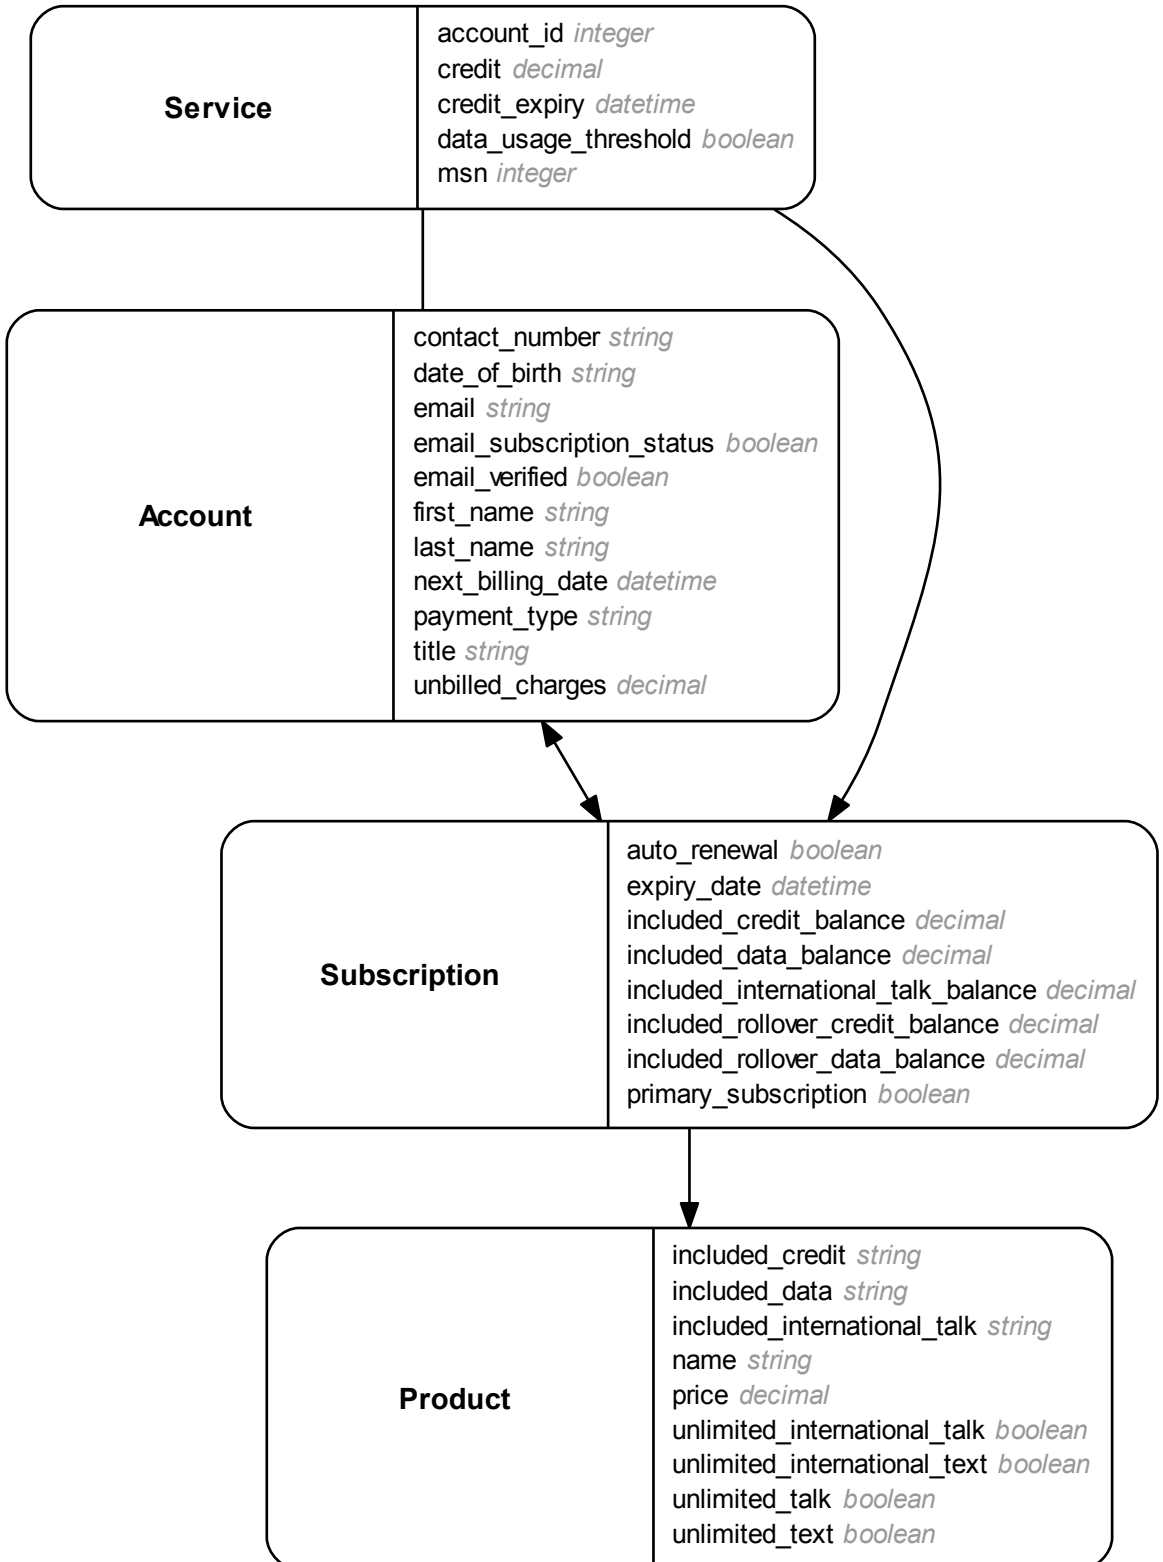 Service
account_id integer
credit decimal
credit_expiry datetime
data_usage_threshold boolean
msn integer
Account
contact_number string
date_of_birth string
email string
email_subscription_status boolean
email_verified boolean
first_name string
last_name string
next_billing_date datetime
payment_type string
title string
unbilled_charges decimal
Subscription
auto_renewal boolean
expiry_date datetime
included_credit_balance decimal
included_data_balance decimal
included_international_talk_balance decimal
included_rollover_credit_balance decimal
included_rollover_data_balance decimal
primary_subscription boolean
Product
included_credit string
included_data string
included_international_talk string
name string
price decimal
unlimited_international_talk boolean
unlimited_international_text boolean
unlimited_talk boolean
unlimited_text boolean